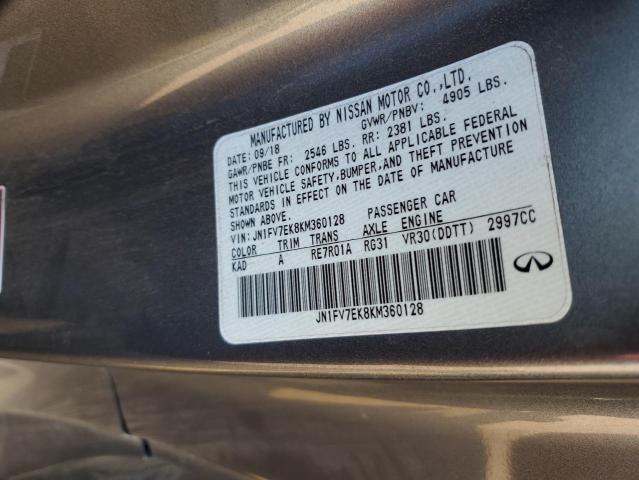 MANUFACTURED BY NISSAN MOTOR CO.,LTD.
DATE: 09/18 GVWR/PNBV: 4905 LBS.
GAWR/PNBE FR: 2546 LBS. RR: 2381 LBS.
THIS VEHICLE CONFORMS TO ALL APPLICABLE FEDERAL
MOTOR VEHICLE SAFETY,BUMPER,AND THEFT PREVENTION
STANDARDS IN EFFECT ON THE DATE OF MANUFACTURE
SHOWN ABOVE.
VIN: JN1FV7EK8KM360128 PASSENGER CAR
COLOR TRIM TRANS AXLE ENGINE
KAD A RE7R01A RG31 VR30(DDTT) 2997CC
JN1FV7EK8KM360128